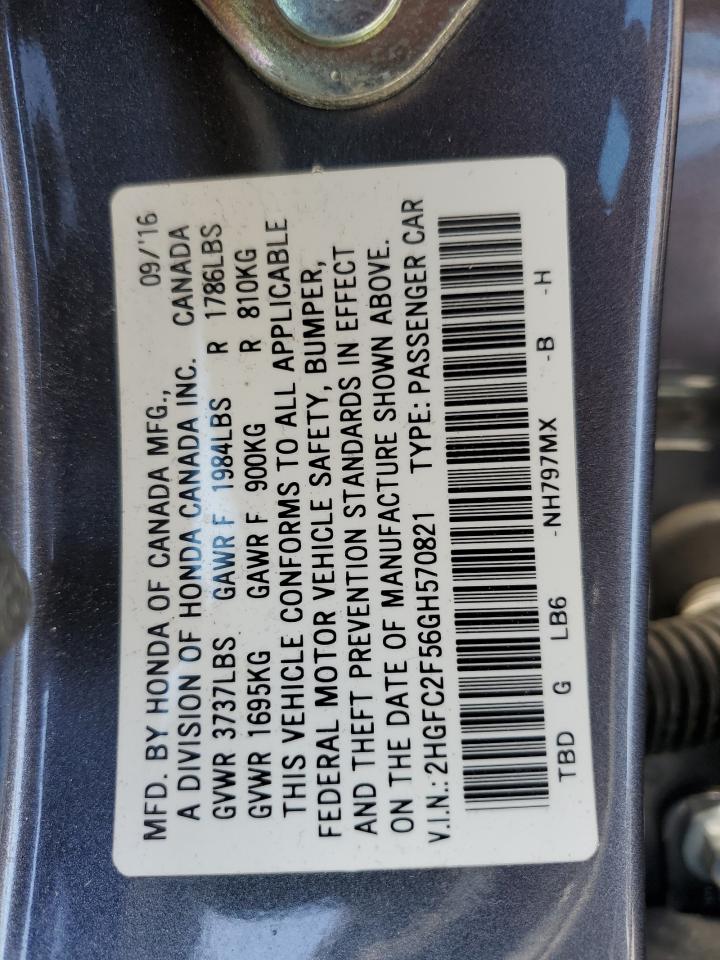 MFD. BY HONDA OF CANADA MFG., 09/'16
A DIVISION OF HONDA CANADA INC. CANADA
GVWR 3737LBS GAWR F 1984LBS R 1786LBS
GVWR 1695KG GAWR F 900KG R 810KG
THIS VEHICLE CONFORMS TO ALL APPLICABLE
FEDERAL MOTOR VEHICLE SAFETY, BUMPER,
AND THEFT PREVENTION STANDARDS IN EFFECT
ON THE DATE OF MANUFACTURE SHOWN ABOVE.
V.I.N.: 2HGFC2F56GH570821 TYPE: PASSENGER CAR
TBD G LB6 -NH797MX -B -H